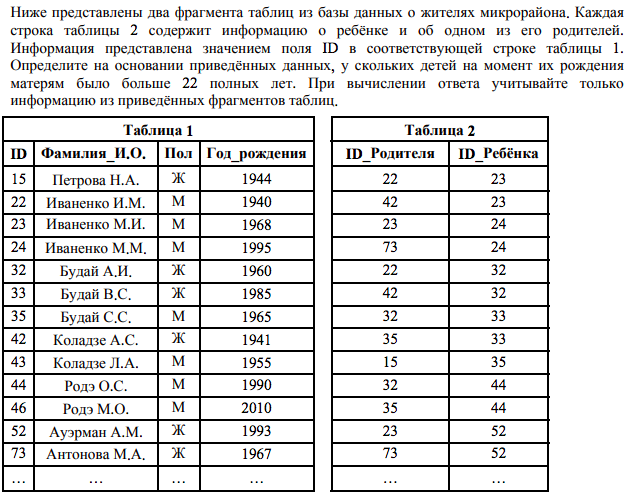 Ниже представлены два фрагмента таблиц из базы данных о жителях микрорайона. Каждая
строка таблицы 2 содержит информацию о ребёнке и об одном из его родителей.
Информация представлена значением поля ID в соответствующей строке таблицы 1.
Определите на основании приведённых данных, у скольких детей на момент их рождения
матерям было больше 22 полных лет. При вычислении ответа учитывайте только
информацию из приведённых фрагментов таблиц.
Таблица 1
ID Фамилия_И.О. Пол Год_рождения
15 Петрова Н.А. Ж 1944
22 Иваненко И.М. М 1940
23 Иваненко М.И. М 1968
24 Иваненко М.М. М 1995
32 Будай А.И. Ж 1960
33 Будай В.С. Ж 1985
35 Будай С.С. М 1965
42 Коладзе А.С. Ж 1941
43 Коладзе Л.А. М 1955
44 Родэ О.С. М 1990
46 Родэ М.О. М 2010
52 Ауэрман А.М. Ж 1993
73 Антонова М.А. Ж 1967
... ... ... ...
Таблица 2
ID_Родителя ID_Ребёнка
22 23
42 23
23 24
73 24
22 32
42 32
32 33
35 33
15 35
32 44
35 44
23 52
73 52
... ...